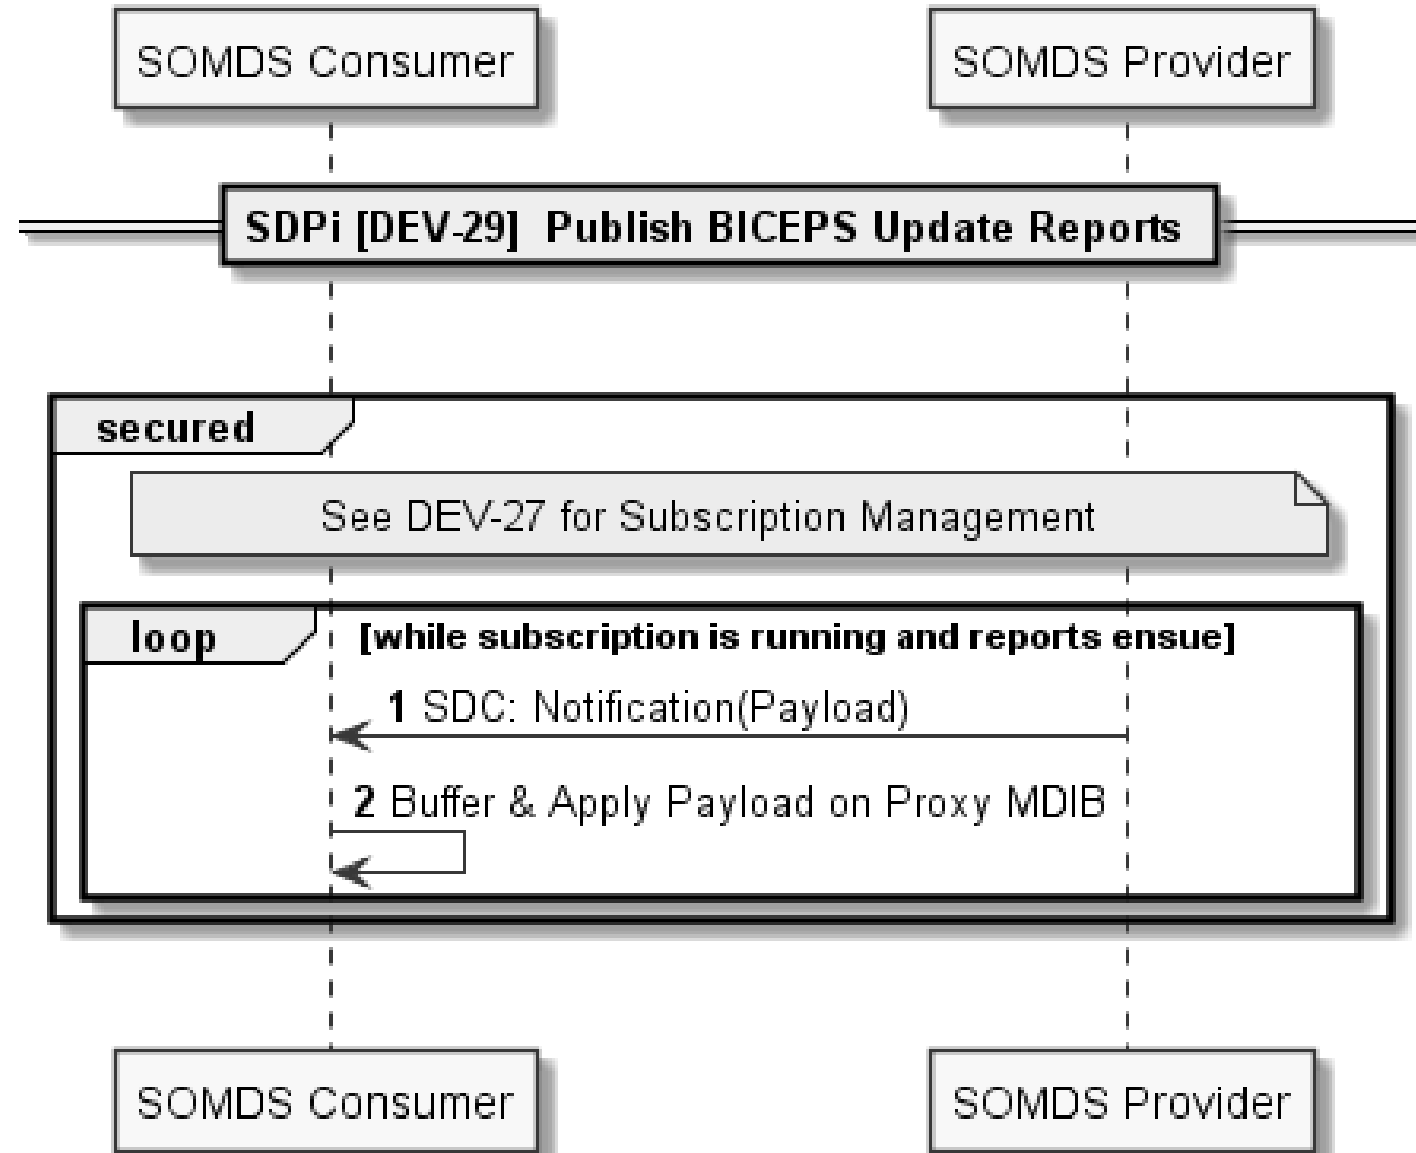 SOMDS Consumer
SOMDS Provider
SDPi [DEV-29]  Publish BICEPS Update Reports
secured
See DEV-27 for Subscription Management
loop
[while subscription is running and reports ensue]
1 SDC: Notification(Payload)
2 Buffer & Apply Payload on Proxy MDIB
SOMDS Consumer
SOMDS Provider